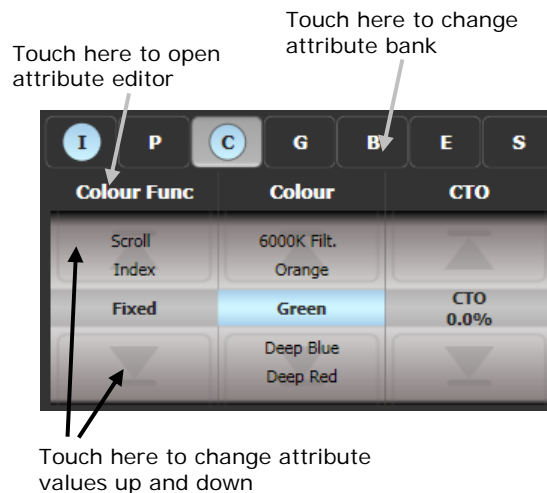 Touch here to change
attribute bank
Touch here to open
attribute editor
I P C G B E S
Colour Func Colour CTO
Scroll 6000K Filt.
Index Orange
Fixed Green CTO
0.0%
Deep Blue
Deep Red
Touch here to change attribute
values up and down